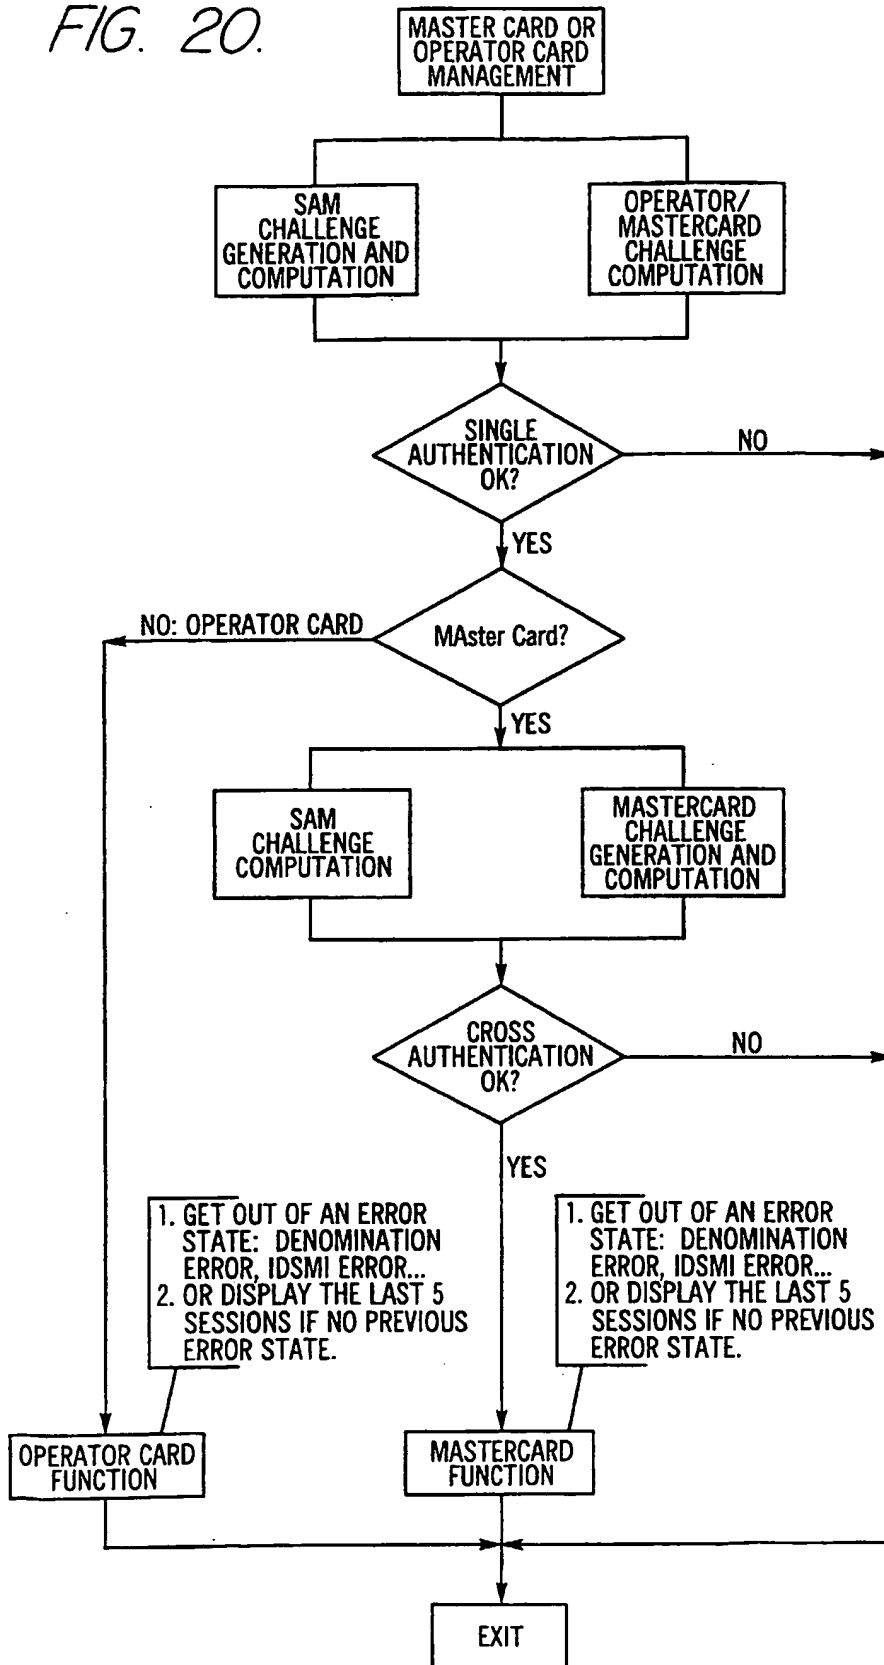 FIG. 20.
MASTER CARD OR
OPERATOR CARD
MANAGEMENT
SAM
CHALLENGE
GENERATION AND
COMPUTATION
OPERATOR/
MASTERCARD
CHALLENGE
COMPUTATION
SINGLE
AUTHENTICATION
OK?
NO
YES
NO: OPERATOR CARD
MAster Card?
YES
SAM
CHALLENGE
COMPUTATION
MASTERCARD
CHALLENGE
GENERATION AND
COMPUTATION
CROSS
AUTHENTICATION
OK?
NO
YES
1. GET OUT OF AN ERROR
STATE: DENOMINATION
ERROR, IDSMI ERROR...
2. OR DISPLAY THE LAST 5
SESSIONS IF NO PREVIOUS
ERROR STATE.
1. GET OUT OF AN ERROR
STATE: DENOMINATION
ERROR, IDSMI ERROR...
2. OR DISPLAY THE LAST 5
SESSIONS IF NO PREVIOUS
ERROR STATE.
OPERATOR CARD
FUNCTION
MASTERCARD
FUNCTION
EXIT